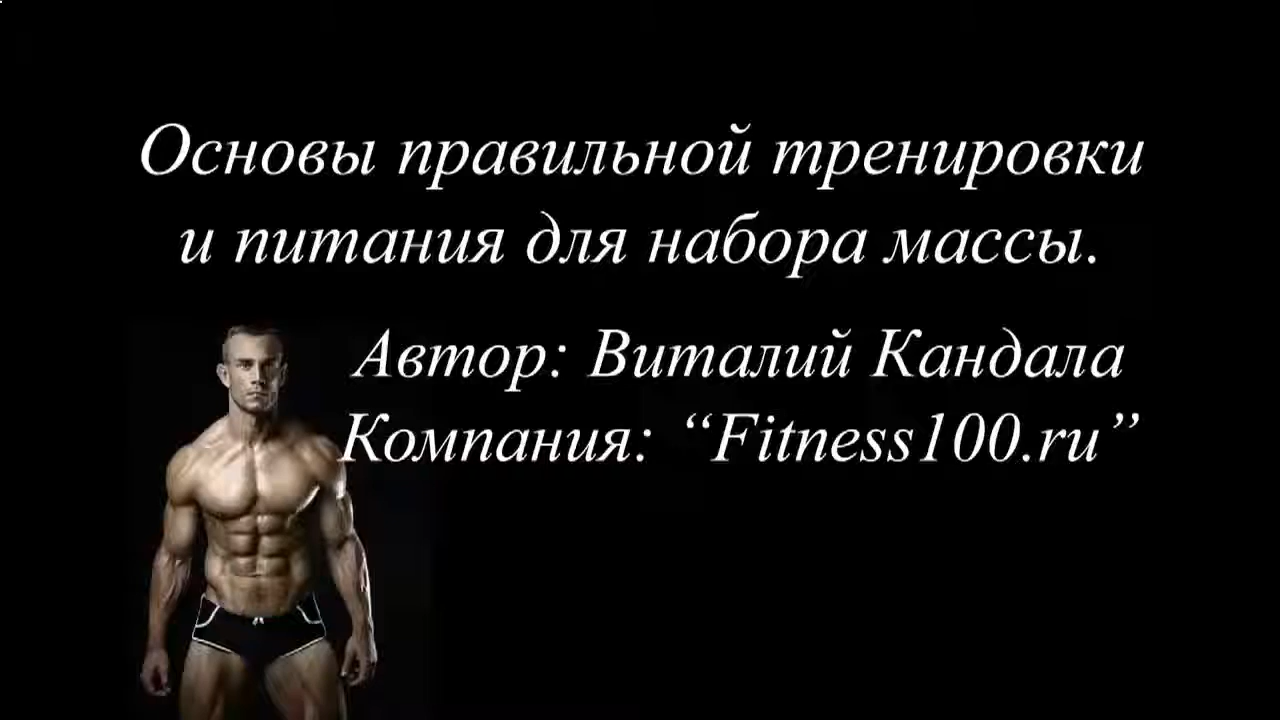 Основы правильной тренировки
и питания для набора массы.
Автор: Виталий Кандала
Компания: “Fitness100.ru”